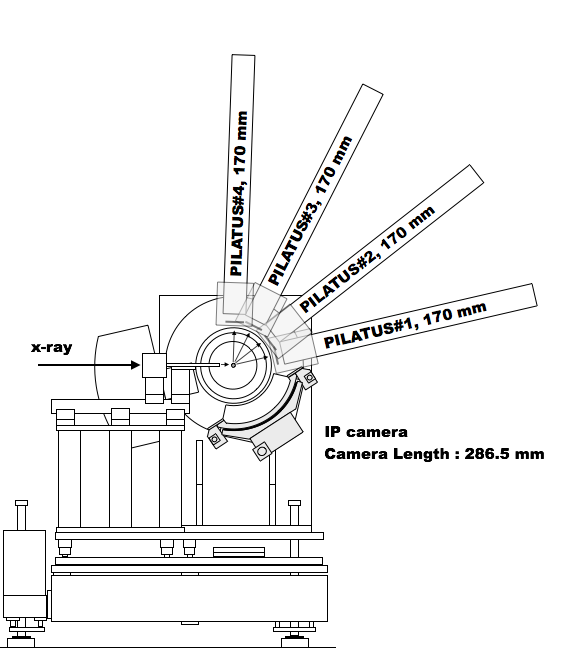 PILATUS#4, 170 mm
PILATUS#3, 170 mm
PILATUS#2, 170 mm
PILATUS#1, 170 mm
x-ray
IP camera
Camera Length : 286.5 mm